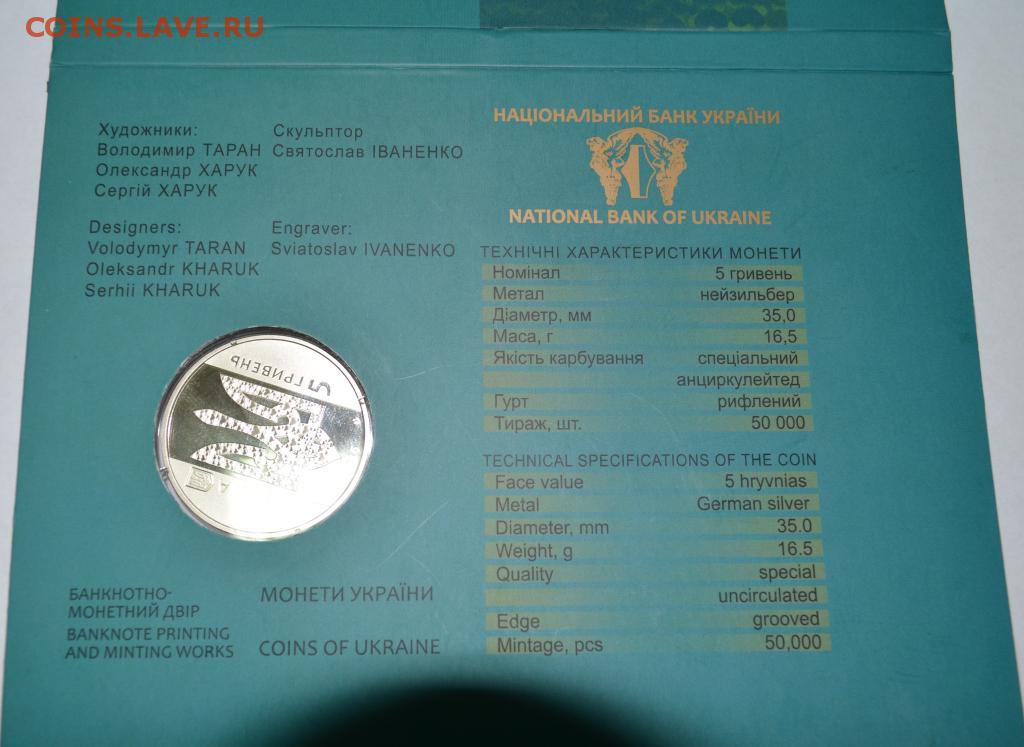 COINS.LAVE.RU
Художники:
Володимир ТАРАН
Олександр ХАРУК
Сергій ХАРУК
Скульптор
Святослав ІВАНЕНКО
Designers:
Volodymyr TARAN
Oleksandr KHARUK
Serhii KHARUK
Engraver:
Sviatoslav IVANENKO
5 ГРИВЕНЬ
БАНКНОТНО-
МОНЕТНИЙ ДВІР
BANKNOTE PRINTING
AND MINTING WORKS
МОНЕТИ УКРАЇНИ
COINS OF UKRAINE
НАЦІОНАЛЬНИЙ БАНК УКРАЇНИ
NATIONAL BANK OF UKRAINE
ТЕХНІЧНІ ХАРАКТЕРИСТИКИ МОНЕТИ
Номінал 5 гривень
Метал нейзильбер
Діаметр, мм 35,0
Маса, г 16,5
Якість карбування спеціальний
анциркулейтед
Гурт рифлений
Тираж, шт. 50 000
TECHNICAL SPECIFICATIONS OF THE COIN
Face value 5 hryvnias
Metal German silver
Diameter, mm 35.0
Weight, g 16.5
Quality special
uncirculated
Edge grooved
Mintage, pcs 50,000